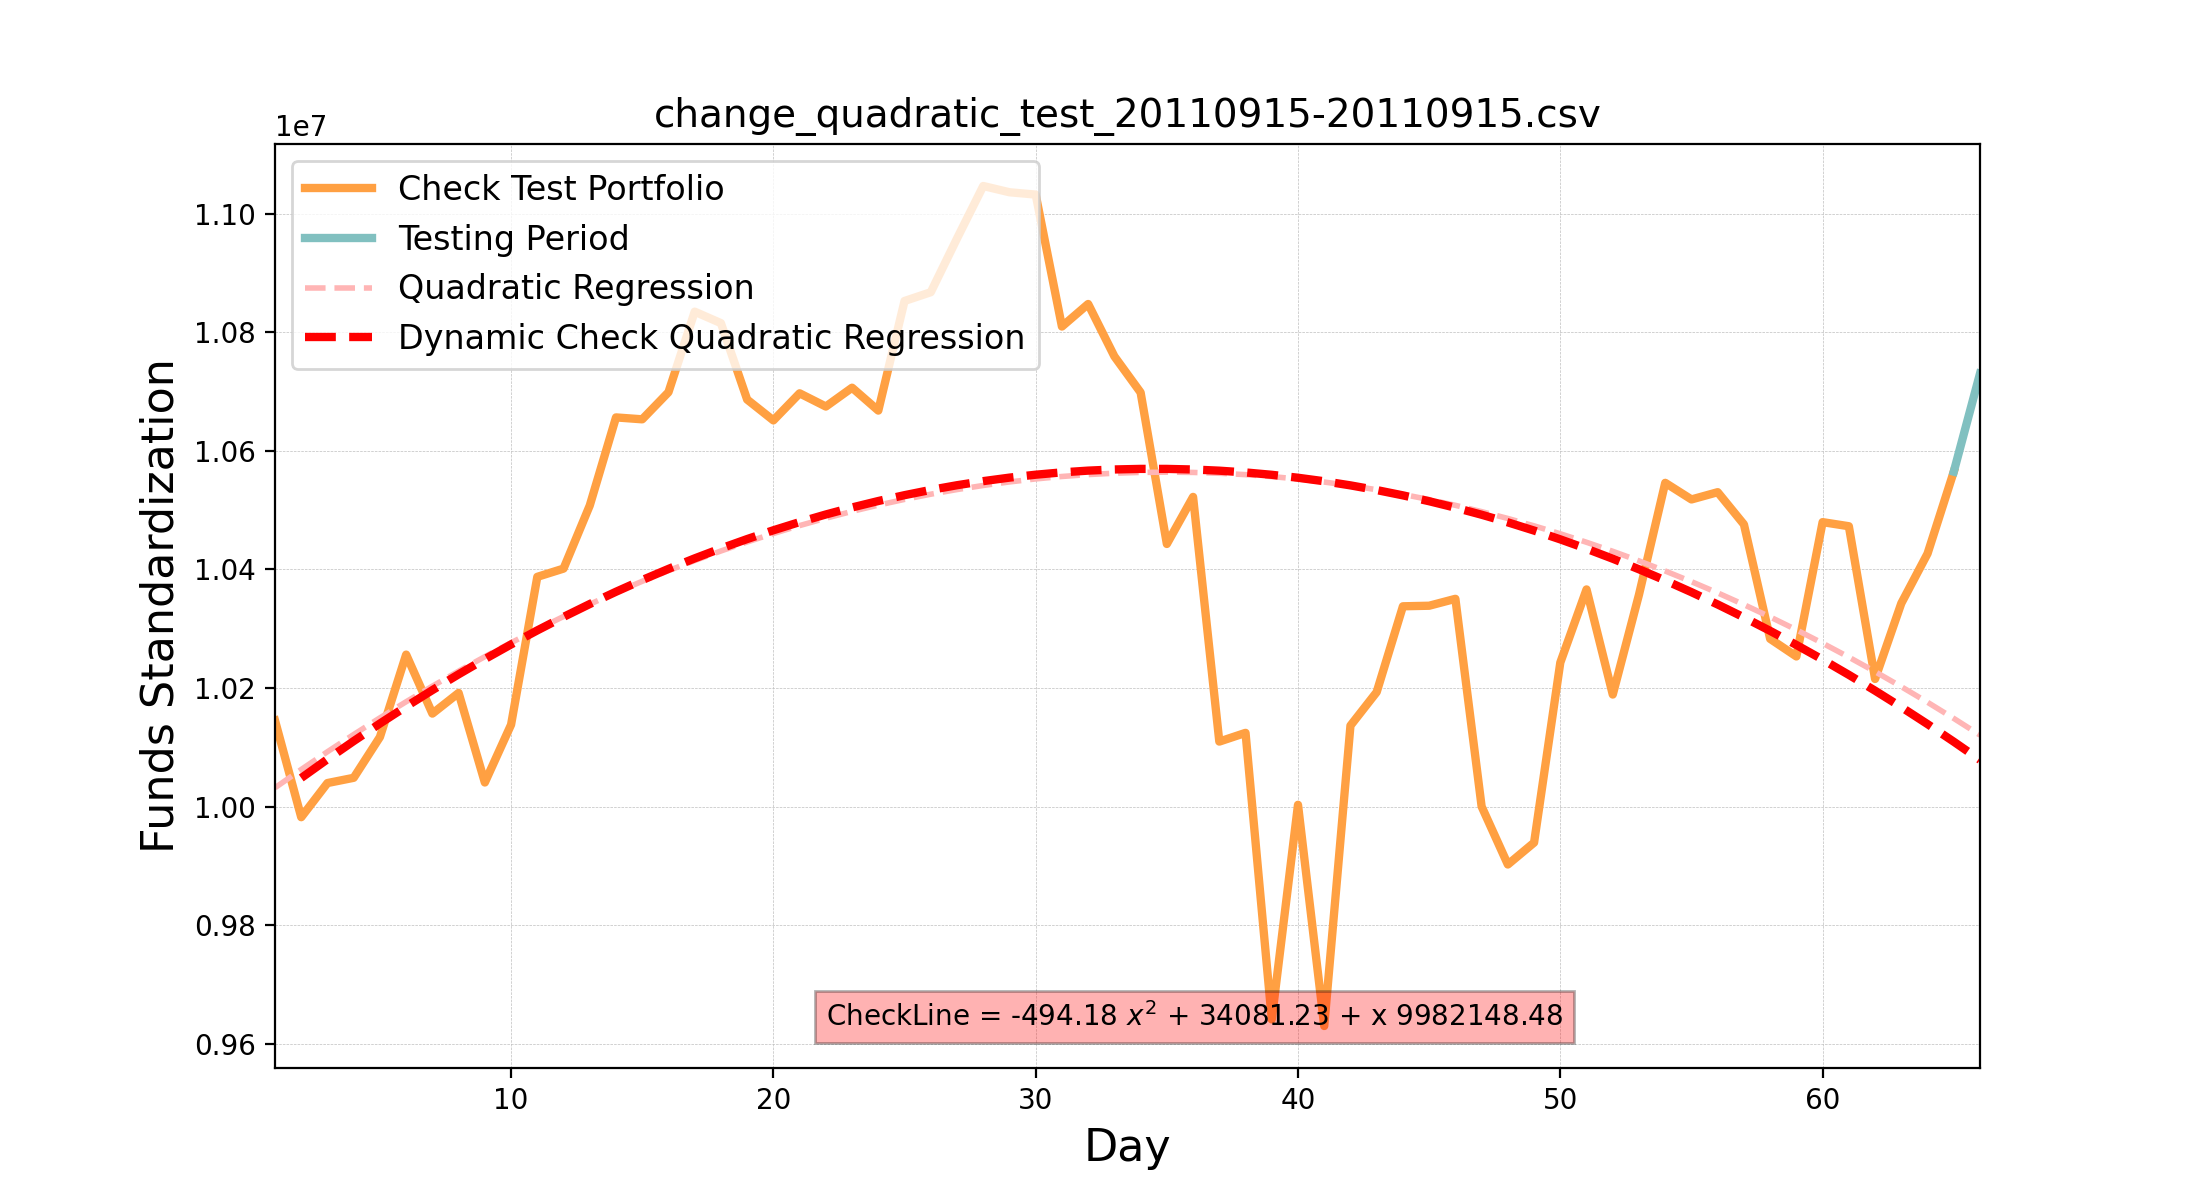 change_quadratic_test_20110915-20110915.csv
1e7
Check Test Portfolio
Testing Period
Quadratic Regression
Dynamic Check Quadratic Regression
1.10
1.08
1.06
1.04
1.02
1.00
0.98
0.96
Funds Standardization
CheckLine = -494.18 x² + 34081.23 + x 9982148.48
10 20 30 40 50 60
Day